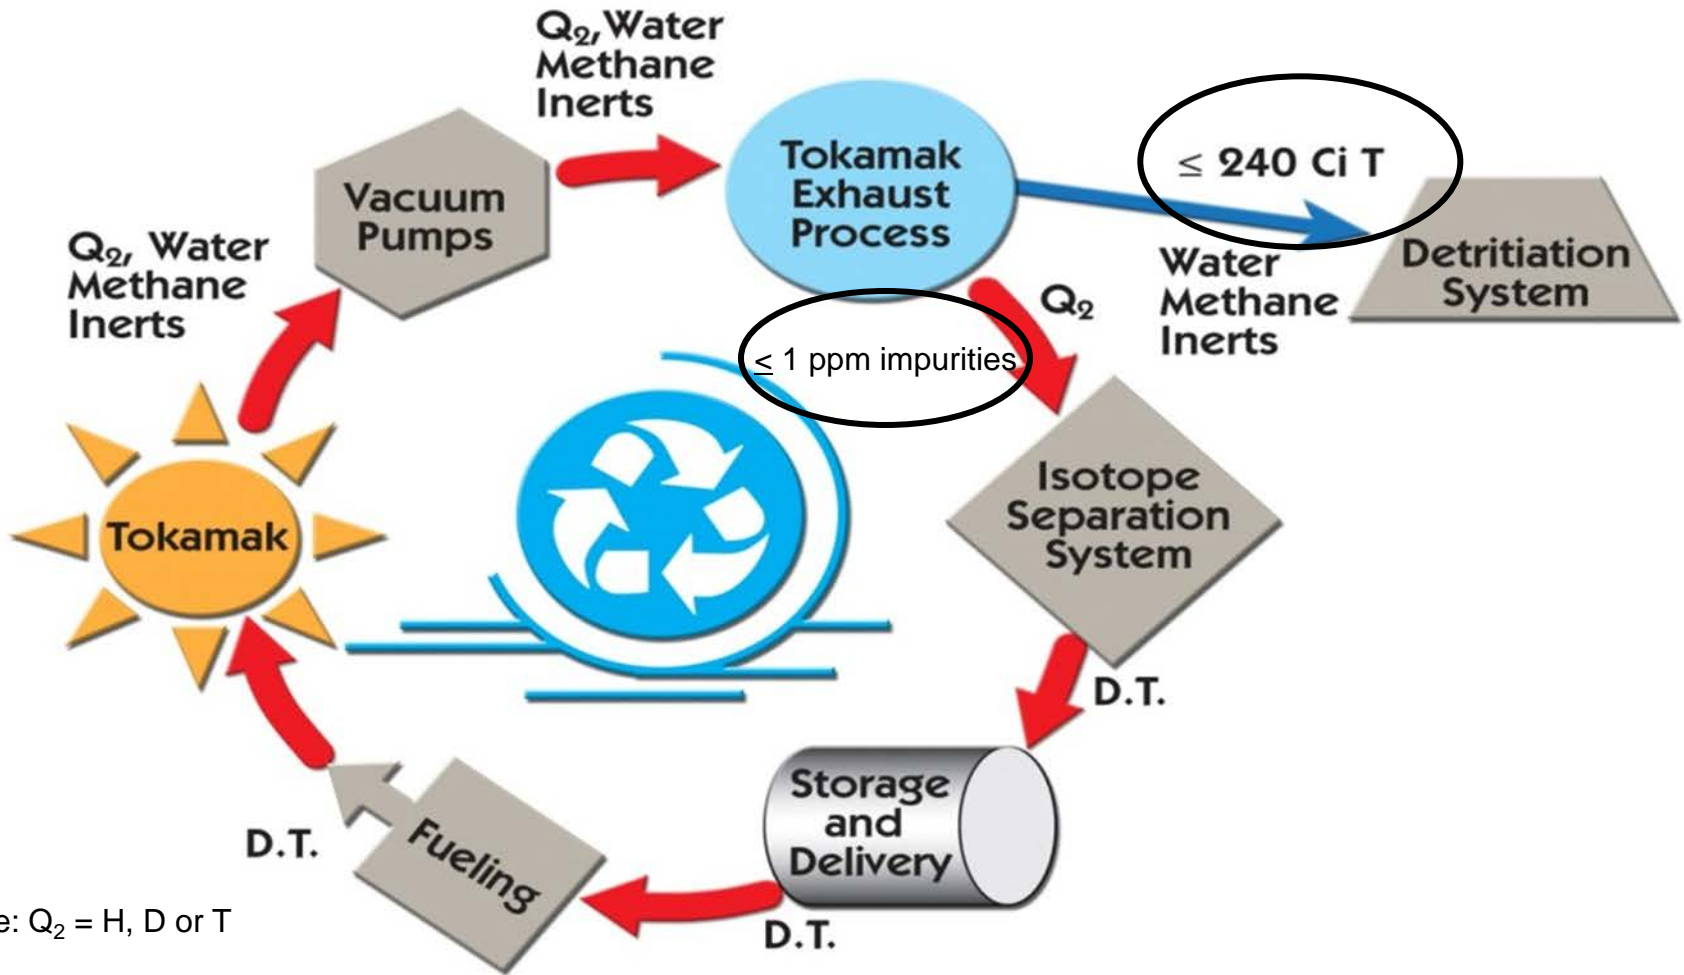 Q₂, Water
Methane
Inerts
Tokamak
Exhaust
Process
≤ 240 Ci T
Vacuum
Pumps
Q₂, Water
Methane
Inerts
Water
Methane
Inerts
Detritiation
System
Q₂
≤ 1 ppm impurities
Isotope
Separation
System
Tokamak
D.T.
Storage
and
Delivery
D.T.
Fueling
D.T.
e: Q₂ = H, D or T